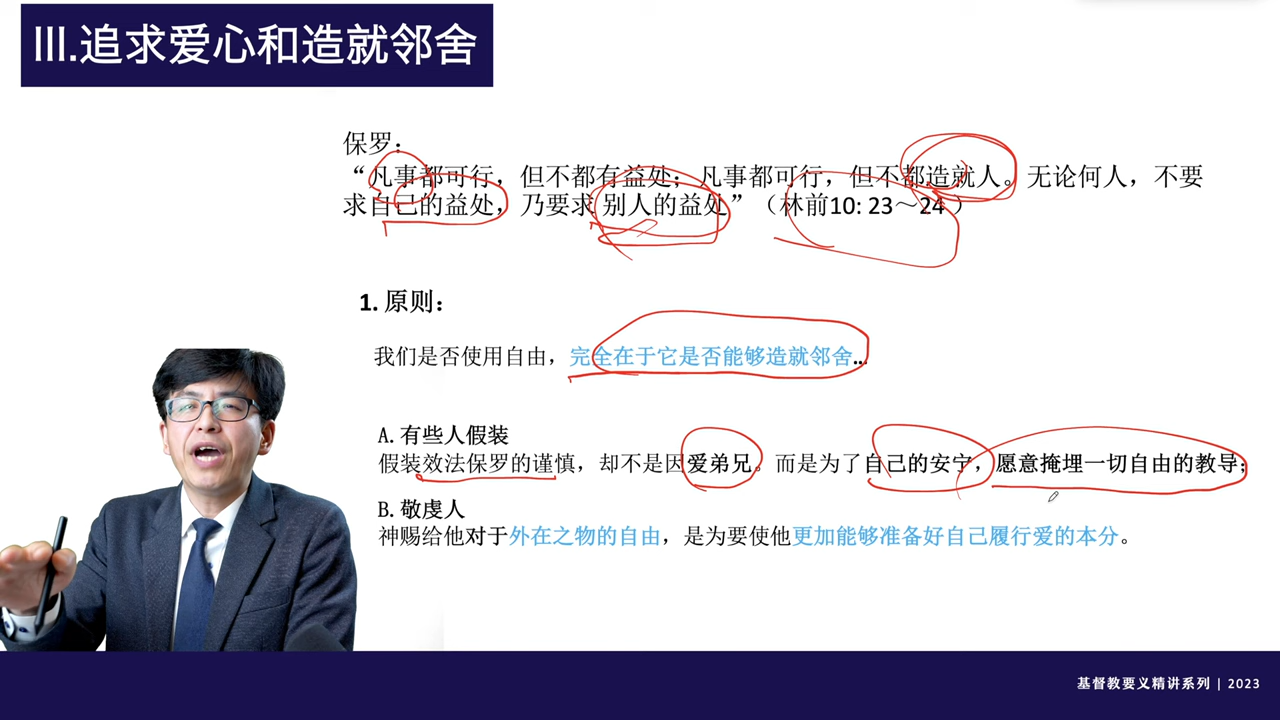 III.追求爱心和造就邻舍
保罗：
“凡事都可行，但不都有益处；凡事都可行，但不都造就人。无论何人，不要
求自己的益处，乃要求 别人的益处”（林前10: 23～24 ）
1. 原则：
我们是否使用自由，完全在于它是否能够造就邻舍...
A. 有些人假装
假装效法保罗的谨慎，却不是因爱弟兄。而是为了自己的安宁，愿意掩埋一切自由的教导；
B. 敬虔人
神赐给他对于外在之物的自由，是为要使他更加能够准备好自己履行爱的本分。
基督教要义精讲系列 | 2023